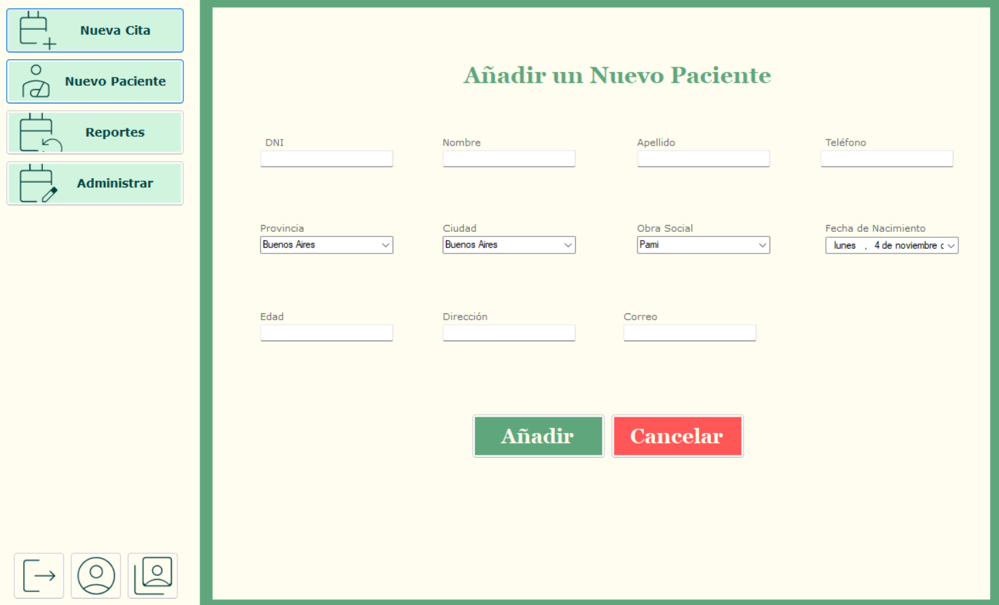 Nueva Cita
Nuevo Paciente
Reportes
Administrar
Añadir un Nuevo Paciente
DNI
Nombre
Apellido
Teléfono
Provincia
Ciudad
Obra Social
Fecha de Nacimiento
Buenos Aires
Buenos Aires
Pami
lunes , 4 de noviembre
Edad
Dirección
Correo
Añadir
Cancelar